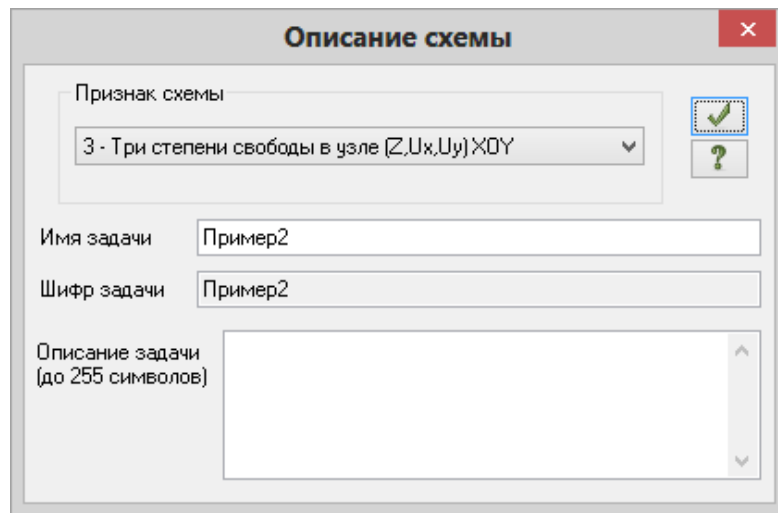 Описание схемы
Признак схемы
3 - Три степени свободы в узле (Z,Ux,Uy) X0Y
Имя задачи
Пример2
Шифр задачи
Пример2
Описание задачи
(до 255 символов)